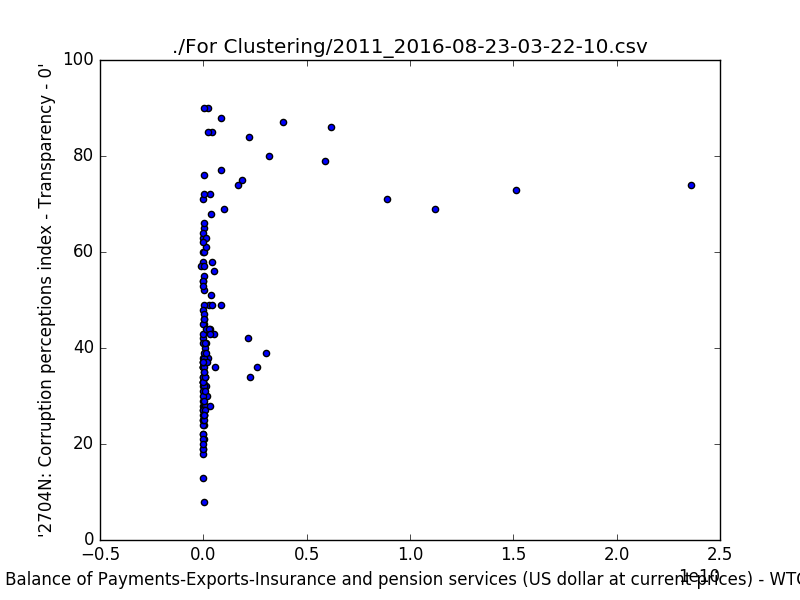 ./For Clustering/2011_2016-08-23-03-22-10.csv
'2704N: Corruption perceptions index - Transparency - 0'
100
80
60
40
20
0
−0.5 0.0 0.5 1.0 1.5 2.0 2.5
1e10
Balance of Payments-Exports-Insurance and pension services (US dollar at current prices) - WTO